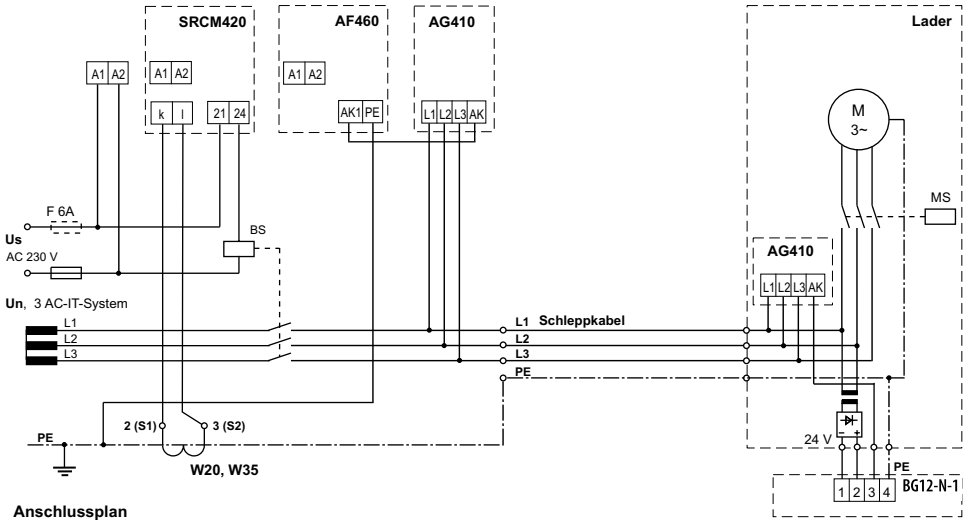 SRCM420
AF460
AG410
Lader
A1 A2
A1 A2
A1 A2
k l
21 24
AK1 PE
L1 L2 L3 AK
M
3~
MS
F 6A
Us
AC 230 V
BS
AG410
L1 L2 L3 AK
Un, 3 AC-IT-System
L1
L2
L3
L1 Schleppkabel
L2
L3
PE
2 (S1)
3 (S2)
PE
W20, W35
24 V
- +
PE
1 2 3 4
BG12-N-1
Anschlussplan